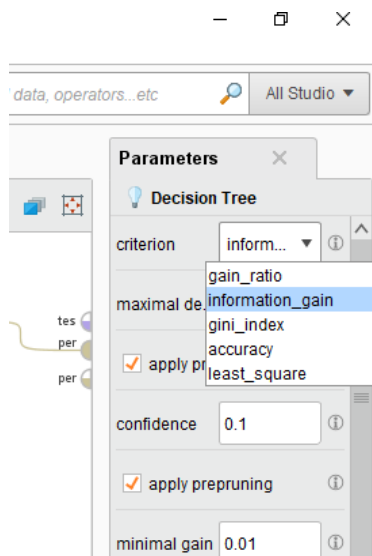 data, operators...etc
All Studio
Parameters
Decision Tree
criterion
inform...
gain_ratio
information_gain
gini_index
accuracy
least_square
maximal de..
tes
per
per
apply pr
confidence
0.1
apply prepruning
minimal gain
0.01